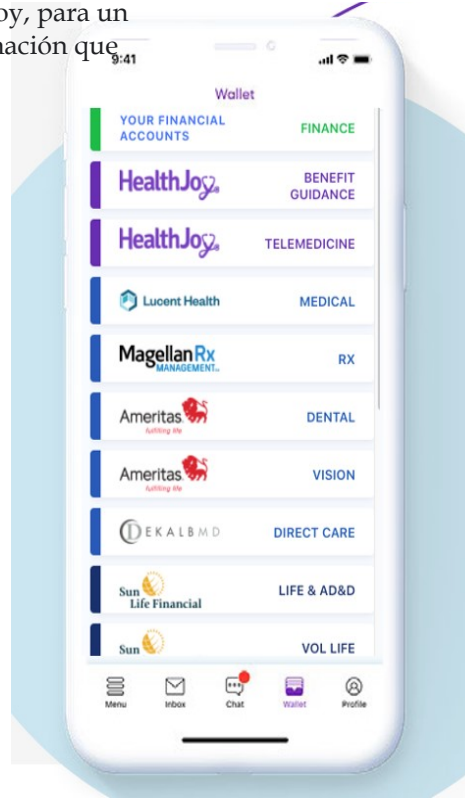 oy, para un
nación que
9:41
Wallet
YOUR FINANCIAL
ACCOUNTS
FINANCE
HealthJoy
BENEFIT
GUIDANCE
HealthJoy
TELEMEDICINE
Lucent Health
MEDICAL
MagellanRx
MANAGEMENT
RX
Ameritas
fulfilling life
DENTAL
Ameritas
fulfilling life
VISION
DEKALBMD
DIRECT CARE
Sun
Life Financial
LIFE & AD&D
Sun
VOL LIFE
Menu
Inbox
Chat
Wallet
Profile